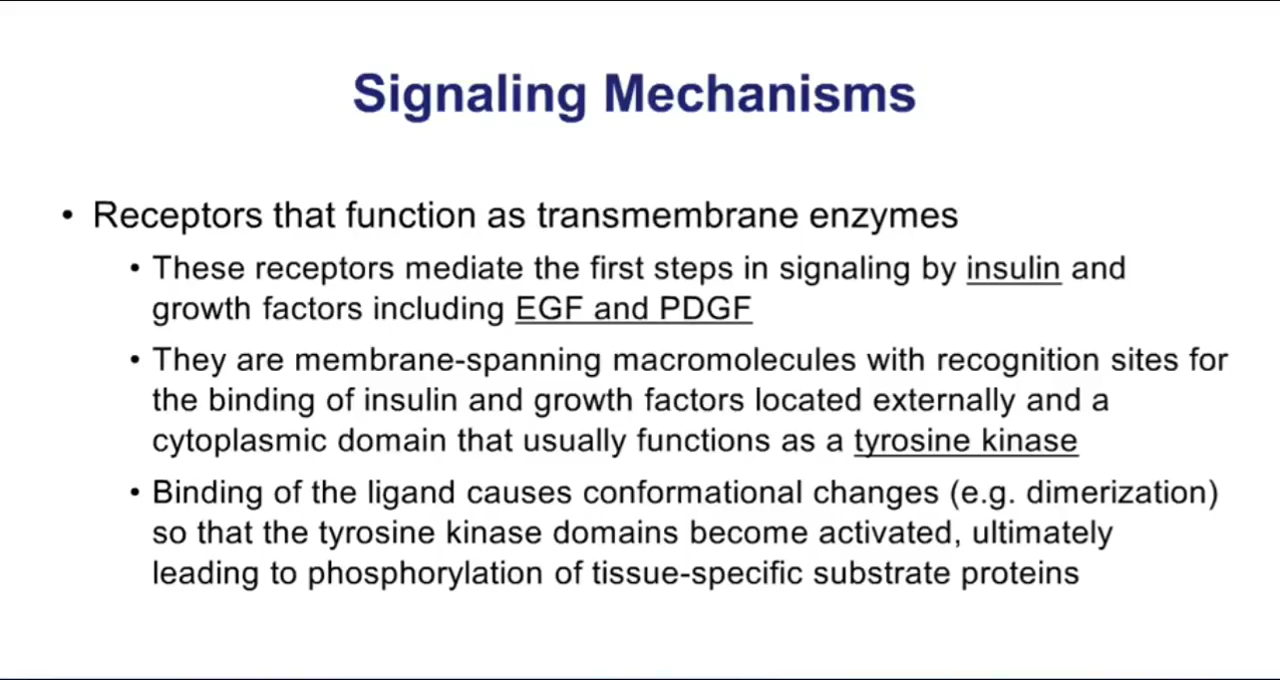 Signaling Mechanisms
• Receptors that function as transmembrane enzymes
• These receptors mediate the first steps in signaling by insulin and
growth factors including EGF and PDGF
• They are membrane-spanning macromolecules with recognition sites for
the binding of insulin and growth factors located externally and a
cytoplasmic domain that usually functions as a tyrosine kinase
• Binding of the ligand causes conformational changes (e.g. dimerization)
so that the tyrosine kinase domains become activated, ultimately
leading to phosphorylation of tissue-specific substrate proteins